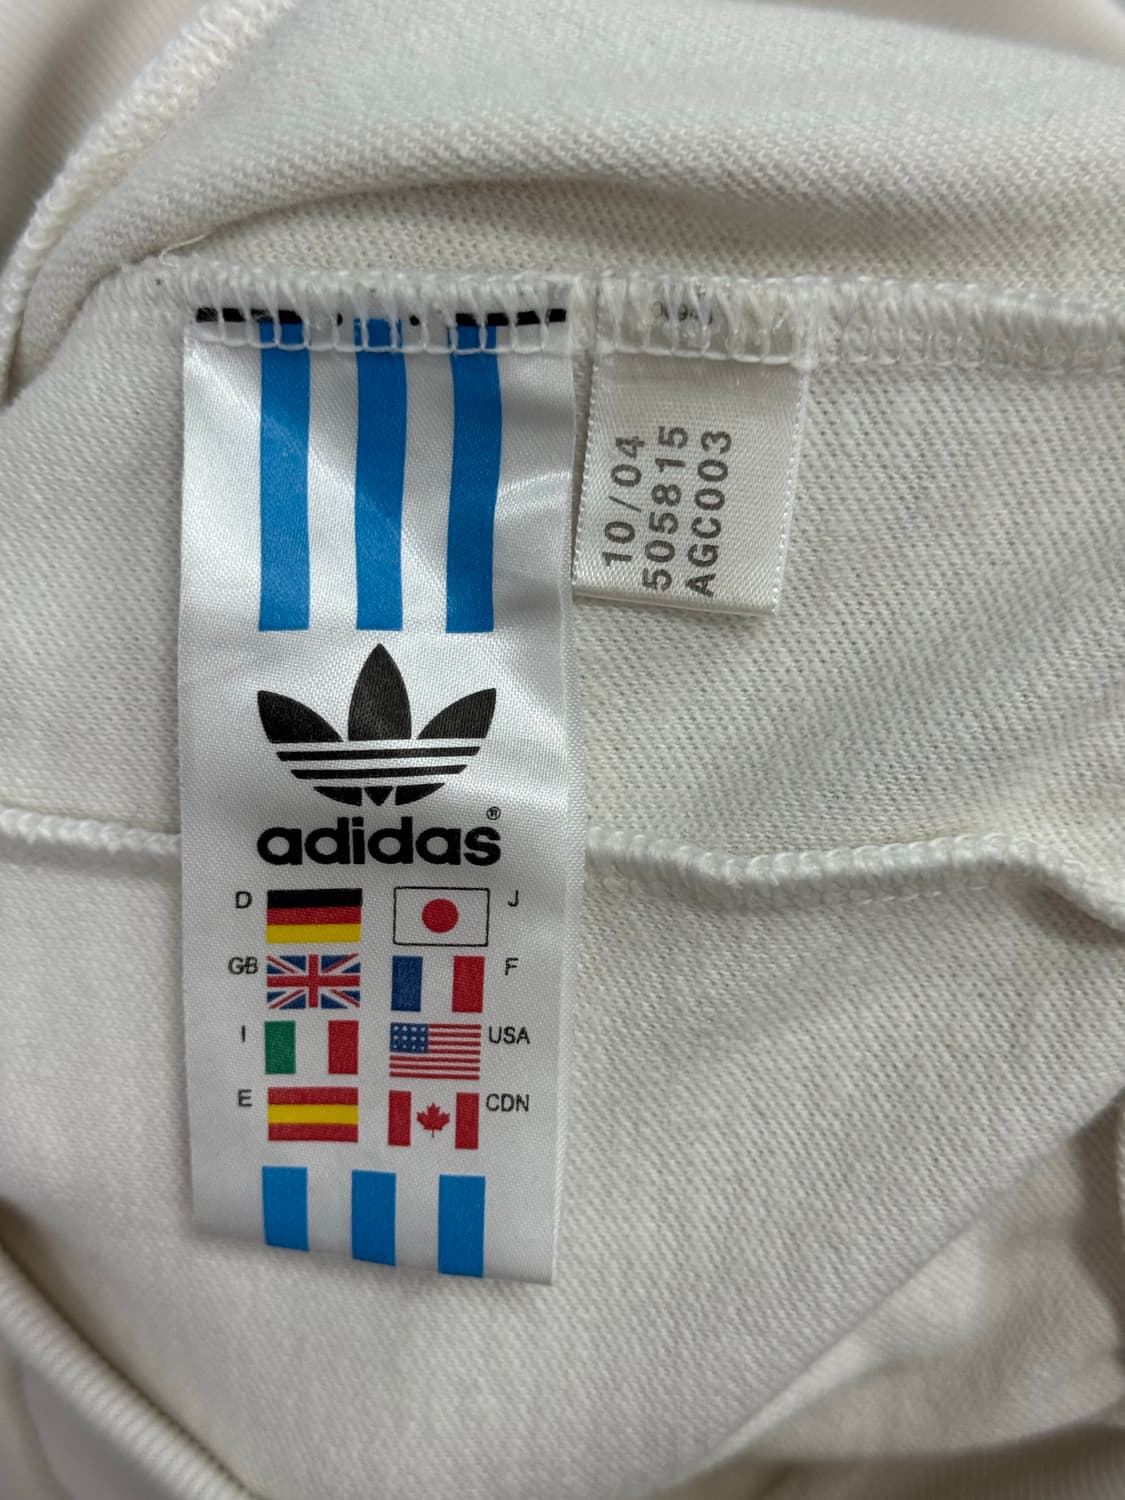 10/04
505815
AGC003
adidas®
D
J
GB
F
I
USA
E
CDN